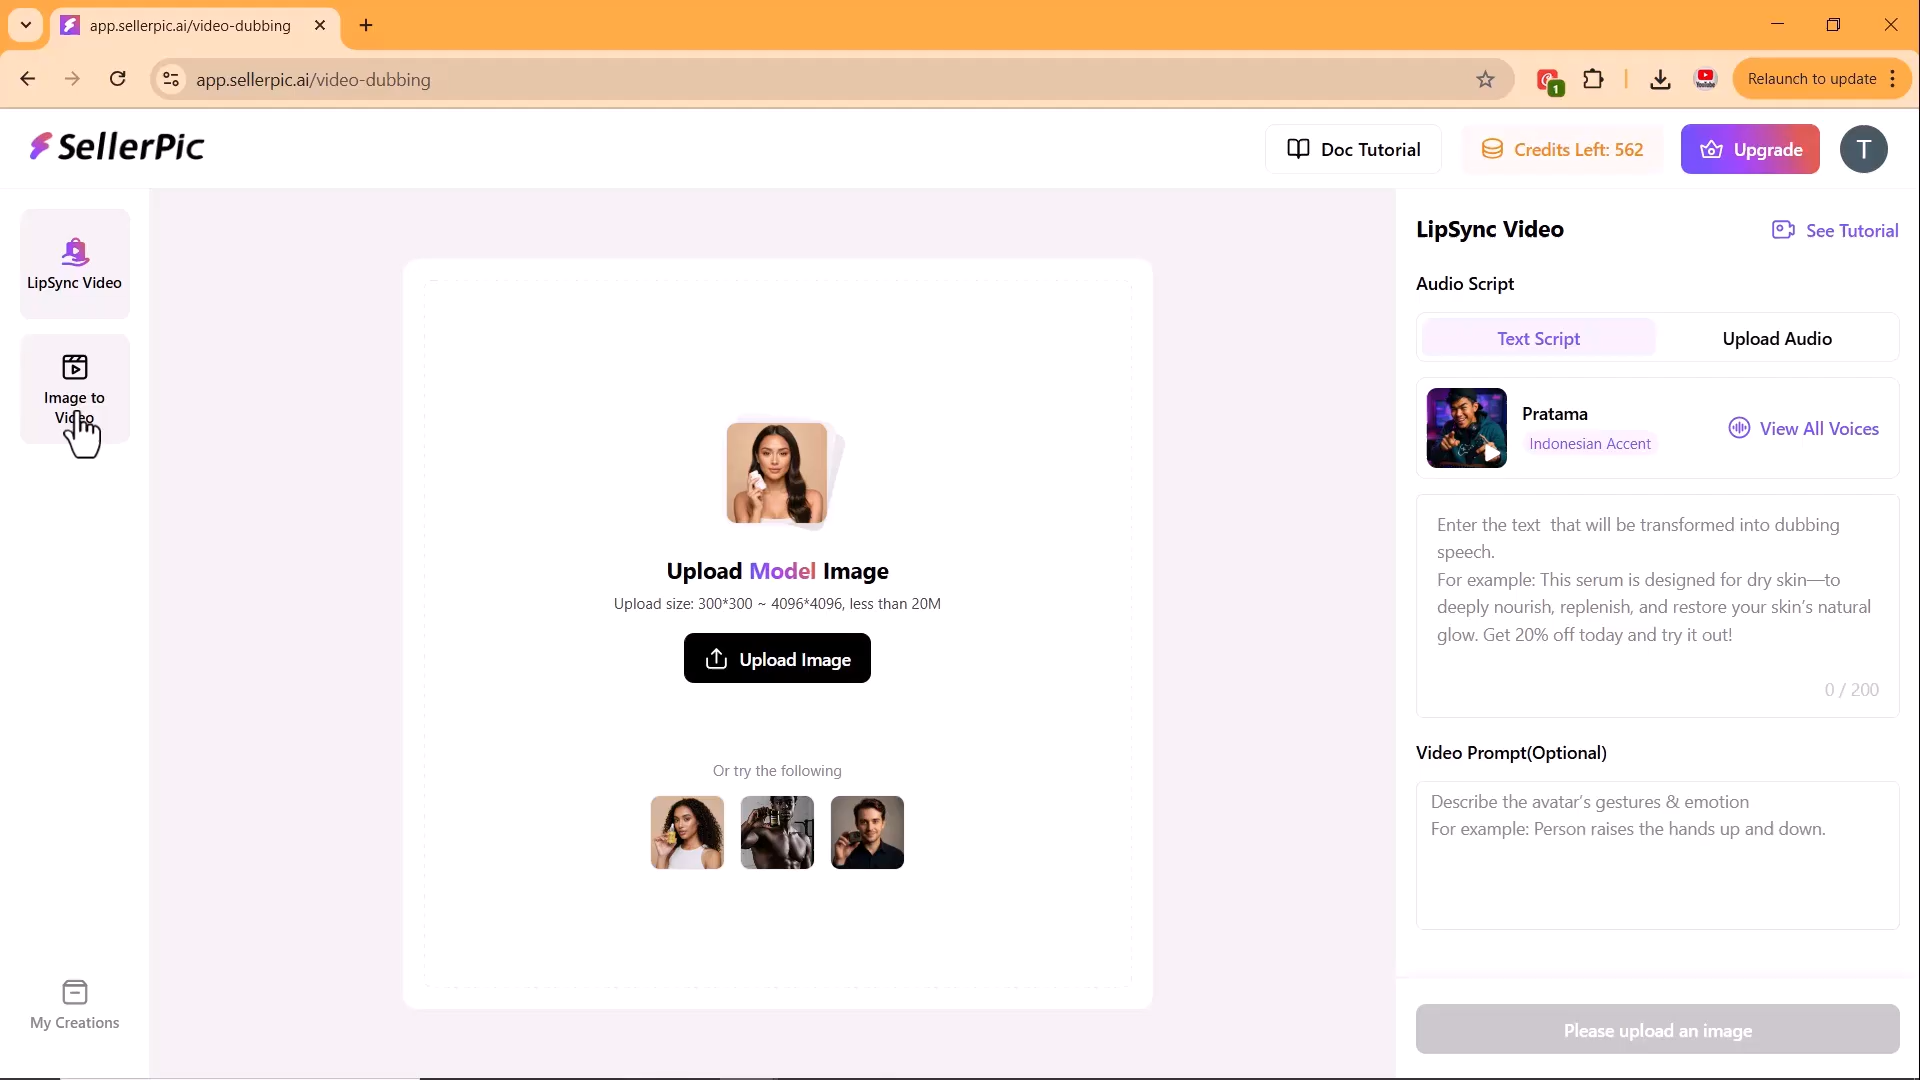 app.sellerpic.ai/video-dubbing
app.sellerpic.ai/video-dubbing
1
YouTube
Relaunch to update
SellerPic
Doc Tutorial
Credits Left: 562
Upgrade
T
LipSync Video
Image to
Video
My Creations
Upload Model Image
Upload size: 300*300 ~ 4096*4096, less than 20M
Upload Image
Or try the following
LipSync Video
See Tutorial
Audio Script
Text Script
Upload Audio
Pratama
Indonesian Accent
View All Voices
Enter the text  that will be transformed into dubbing
speech.
For example: This serum is designed for dry skin—to
deeply nourish, replenish, and restore your skin’s natural
glow. Get 20% off today and try it out!
0 / 200
Video Prompt(Optional)
Describe the avatar’s gestures & emotion
For example: Person raises the hands up and down.
Please upload an image